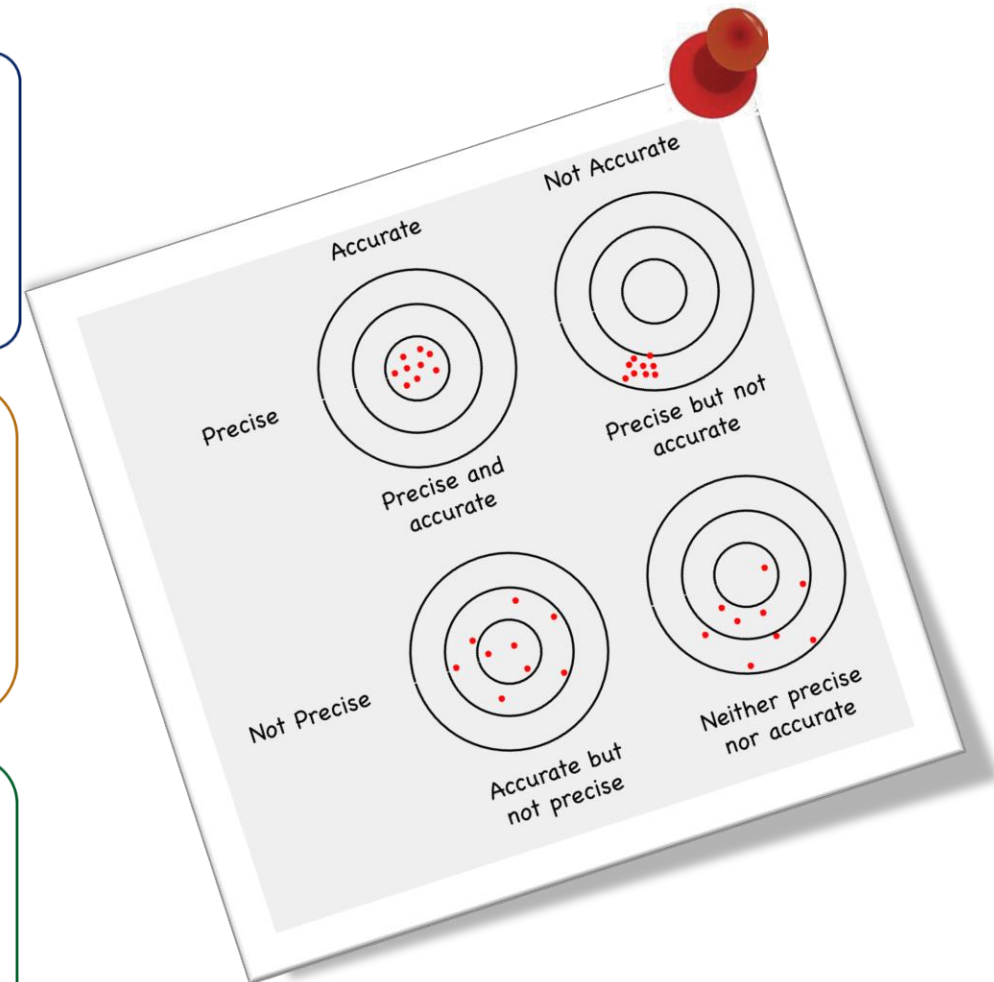 Accurate
Not Accurate
Precise
Precise and
accurate
Precise but not
accurate
Not Precise
Accurate but
not precise
Neither precise
nor accurate